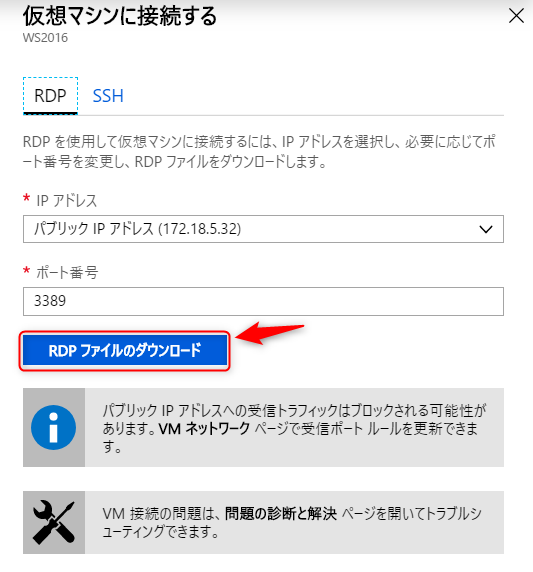 仮想マシンに接続する
WS2016
RDP SSH
RDP を使用して仮想マシンに接続するには、IP アドレスを選択し、必要に応じてポ
ート番号を変更し、RDP ファイルをダウンロードします。
* IP アドレス
パブリック IP アドレス (172.18.5.32)
* ポート番号
3389
RDP ファイルのダウンロード
パブリック IP アドレスへの受信トラフィックはブロックされる可能性が
あります。VM ネットワーク ページで受信ポート ルールを更新できま
す。
VM 接続の問題は、問題の診断と解決 ページを開いてトラブルシ
ューティングできます。